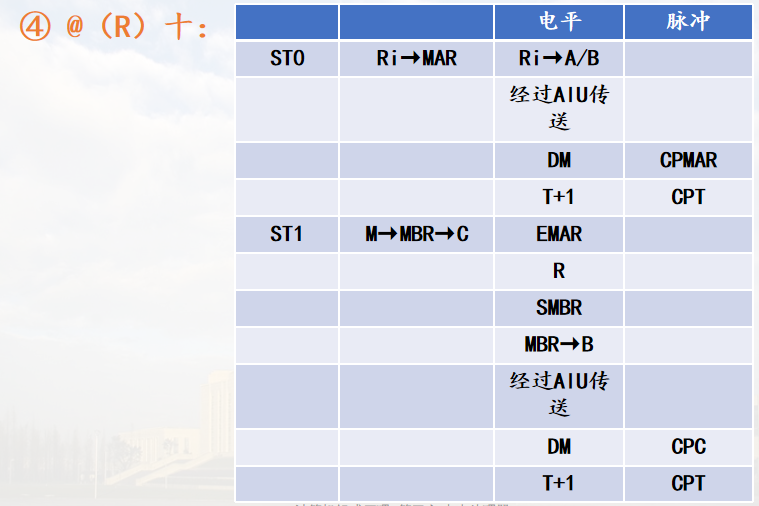 ④ @（R）十：
电平 脉冲
ST0 Ri→MAR Ri→A/B
经过AlU传
送
DM CPMAR
T+1 CPT
ST1 M→MBR→C EMAR
R
SMBR
MBR→B
经过AlU传
送
DM CPC
T+1 CPT